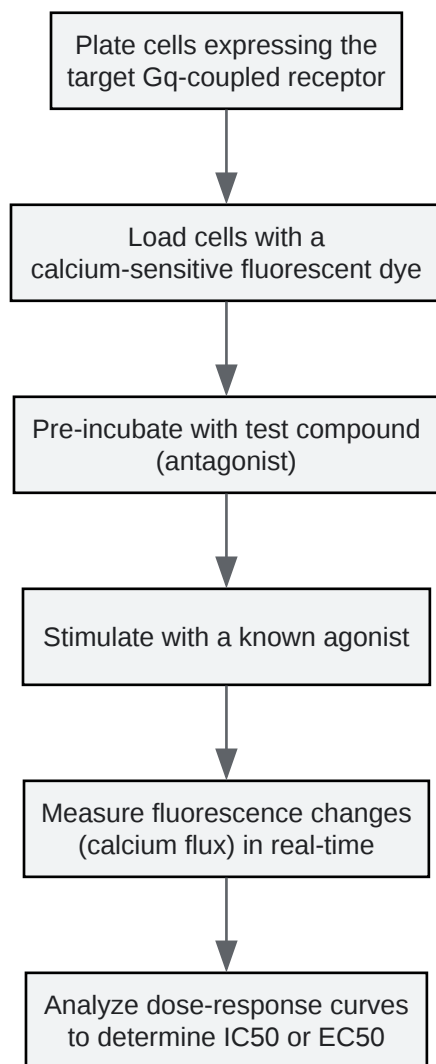 Plate cells expressing the
target Gq-coupled receptor
Load cells with a
calcium-sensitive fluorescent dye
Pre-incubate with test compound
(antagonist)
Stimulate with a known agonist
Measure fluorescence changes
(calcium flux) in real-time
Analyze dose-response curves
to determine IC50 or EC50